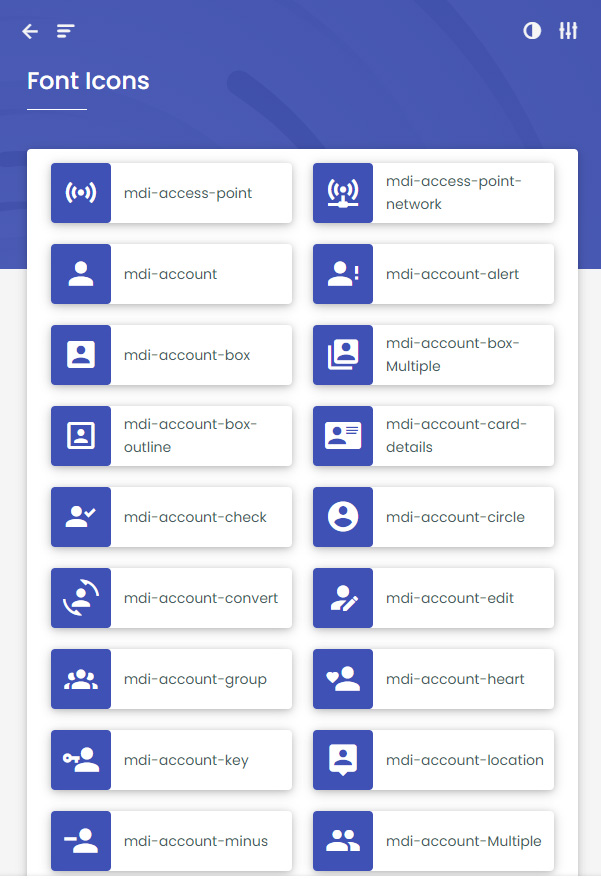 Font Icons
mdi-access-point
mdi-access-point-
network
mdi-account
mdi-account-alert
mdi-account-box
mdi-account-box-
Multiple
mdi-account-box-
outline
mdi-account-card-
details
mdi-account-check
mdi-account-circle
mdi-account-convert
mdi-account-edit
mdi-account-group
mdi-account-heart
mdi-account-key
mdi-account-location
mdi-account-minus
mdi-account-Multiple